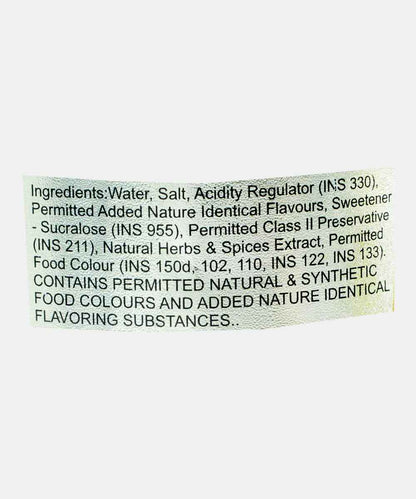 Ingredients:Water, Salt, Acidity Regulator (INS 330),
Permitted Added Nature Identical Flavours, Sweetener
- Sucralose (INS 955), Permitted Class II Preservative
(INS 211), Natural Herbs & Spices Extract, Permitted
Food Colour (INS 150d, 102, 110, INS 122, INS 133).
CONTAINS PERMITTED NATURAL & SYNTHETIC
FOOD COLOURS AND ADDED NATURE IDENTICAL
FLAVORING SUBSTANCES..